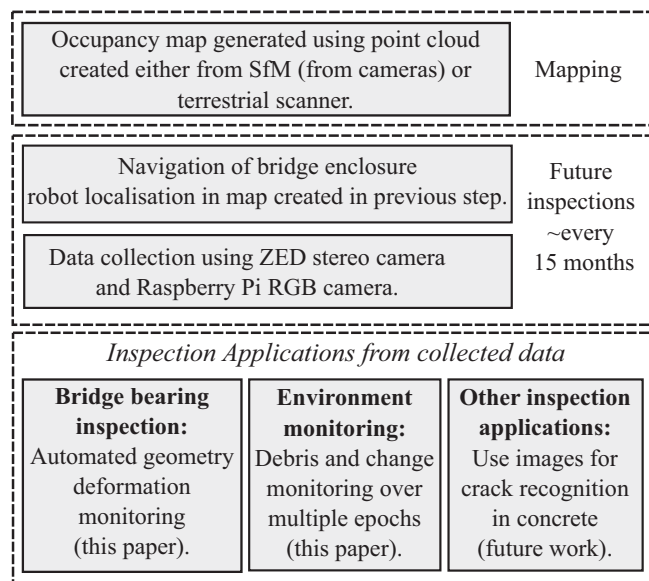 Occupancy map generated using point cloud
created either from SfM (from cameras) or
terrestrial scanner.
Mapping
Navigation of bridge enclosure
robot localisation in map created in previous step.
Data collection using ZED stereo camera
and Raspberry Pi RGB camera.
Future
inspections
~every
15 months
Inspection Applications from collected data
Bridge bearing
inspection:
Automated geometry
deformation
monitoring
(this paper).
Environment
monitoring:
Debris and change
monitoring over
multiple epochs
(this paper).
Other inspection
applications:
Use images for
crack recognition
in concrete
(future work).